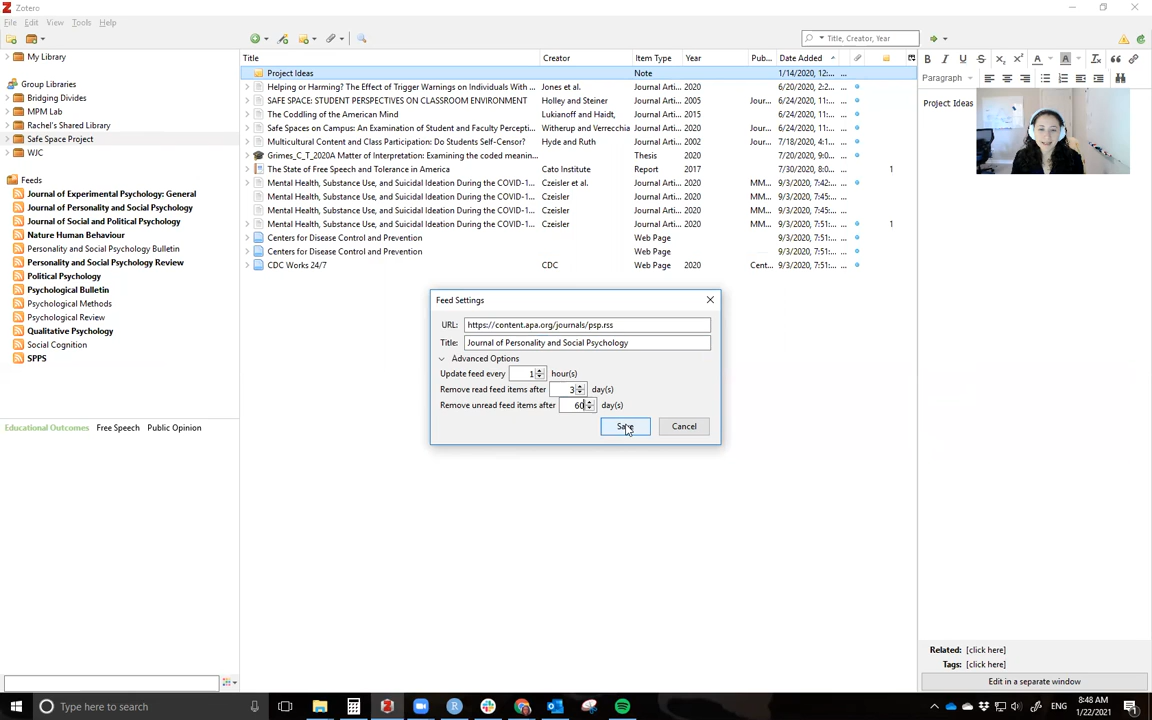 Zotero
File Edit View Tools Help
Title, Creator, Year
My Library
Group Libraries
Bridging Divides
MPM Lab
Rachel's Shared Library
Safe Space Project
WJC
Feeds
Journal of Experimental Psychology: General
Journal of Personality and Social Psychology
Journal of Social and Political Psychology
Nature Human Behaviour
Personality and Social Psychology Bulletin
Personality and Social Psychology Review
Political Psychology
Psychological Bulletin
Psychological Methods
Psychological Review
Qualitative Psychology
Social Cognition
SPPS
Educational Outcomes Free Speech Public Opinion
Title Creator Item Type Year Pub... Date Added
Project Ideas Note 1/14/2020, 12:... ...
Helping or Harming? The Effect of Trigger Warnings on Individuals With ... Jones et al. Journal Arti... 2020 6/20/2020, 2:2... ...
SAFE SPACE: STUDENT PERSPECTIVES ON CLASSROOM ENVIRONMENT Holley and Steiner Journal Arti... 2005 Jour... 6/24/2020, 11:... ...
The Coddling of the American Mind Lukianoff and Haidt, Journal Arti... 2015 6/24/2020, 11:... ...
Safe Spaces on Campus: An Examination of Student and Faculty Percepti... Witherup and Verrecchia Journal Arti... 2020 Jour... 6/24/2020, 11:... ...
Multicultural Content and Class Participation: Do Students Self-Censor? Hyde and Ruth Journal Arti... 2002 Jour... 7/18/2020, 4:1... ...
Grimes_C_T_2020A Matter of Interpretation: Examining the coded meanin... Thesis 2020 7/20/2020, 9:0... ...
The State of Free Speech and Tolerance in America Cato Institute Report 2017 7/30/2020, 8:0... ... 1
Mental Health, Substance Use, and Suicidal Ideation During the COVID-1... Czeisler et al. Journal Arti... 2020 MM... 9/3/2020, 7:42:... ...
Mental Health, Substance Use, and Suicidal Ideation During the COVID-1... Czeisler Journal Arti... 2020 MM... 9/3/2020, 7:45:... ...
Mental Health, Substance Use, and Suicidal Ideation During the COVID-1... Czeisler Journal Arti... 2020 MM... 9/3/2020, 7:45:... ...
Mental Health, Substance Use, and Suicidal Ideation During the COVID-1... Czeisler Journal Arti... 2020 MM... 9/3/2020, 7:51:... ... 1
Centers for Disease Control and Prevention Web Page 9/3/2020, 7:51:... ...
Centers for Disease Control and Prevention Web Page 9/3/2020, 7:51:... ...
CDC Works 24/7 CDC Web Page 2020 Cent... 9/3/2020, 7:51:... ...
Feed Settings
URL: https://content.apa.org/journals/psp.rss
Title: Journal of Personality and Social Psychology
Advanced Options
Update feed every 1 hour(s)
Remove read feed items after 3 day(s)
Remove unread feed items after 60 day(s)
Save Cancel
Paragraph
Project Ideas
Related: [click here]
Tags: [click here]
Edit in a separate window
Type here to search
ENG
8:48 AM
1/22/2021